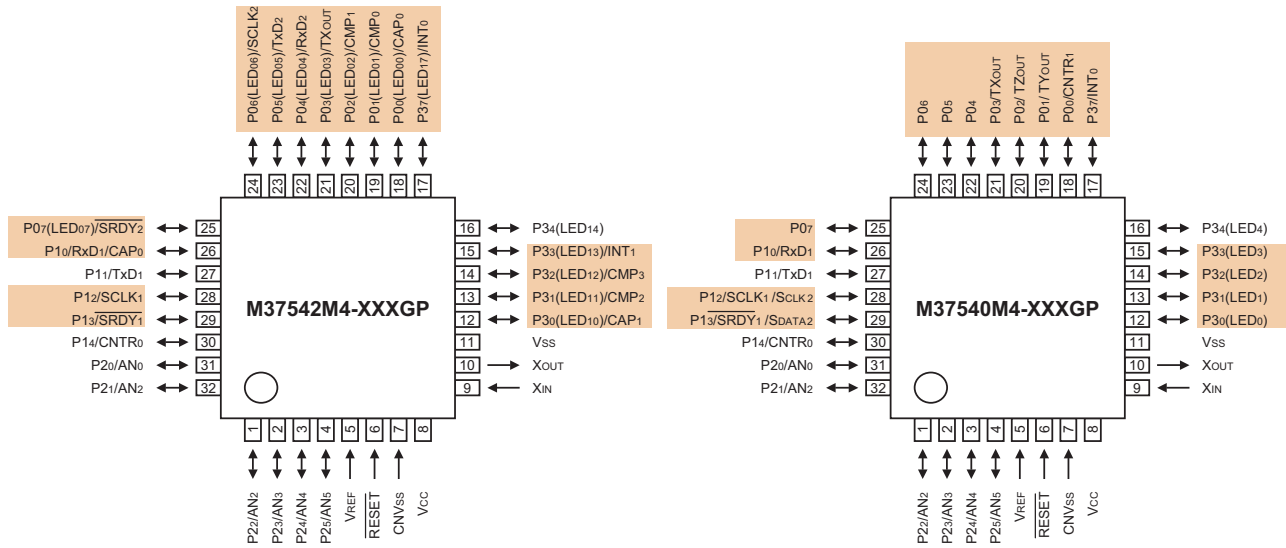 P06(LED06)/SCLK2
P05(LED05)/TxD2
P04(LED04)/RxD2
P03(LED03)/TXOUT
P02(LED02)/CMP1
P01(LED01)/CMP0
P00(LED00)/CAP0
P37(LED17)/INT0
24
23
22
21
20
19
18
17
P07(LED07)/SRDY2
25
P10/RxD1/CAP0
26
P11/TxD1
27
P12/SCLK1
28
P13/SRDY1
29
P14/CNTR0
30
P20/AN0
31
P21/AN2
32
M37542M4-XXXGP
16
P34(LED14)
15
P33(LED13)/INT1
14
P32(LED12)/CMP3
13
P31(LED11)/CMP2
12
P30(LED10)/CAP1
11
VSS
10
XOUT
9
XIN
1
2
3
4
5
6
7
8
P22/AN2
P23/AN3
P24/AN4
P25/AN5
VREF
RESET
CNVSS
VCC
P06
P05
P04
P03/TXOUT
P02/ TZOUT
P01/ TYOUT
P00/CNTR1
P37/INT0
24
23
22
21
20
19
18
17
P07
25
P10/RxD1
26
P11/TxD1
27
P12/SCLK1 /SCLK2
28
P13/SRDY1 /SDATA2
29
P14/CNTR0
30
P20/AN0
31
P21/AN2
32
M37540M4-XXXGP
16
P34(LED4)
15
P33(LED3)
14
P32(LED2)
13
P31(LED1)
12
P30(LED0)
11
VSS
10
XOUT
9
XIN
1
2
3
4
5
6
7
8
P22/AN2
P23/AN3
P24/AN4
P25/AN5
VREF
RESET
CNVSS
VCC